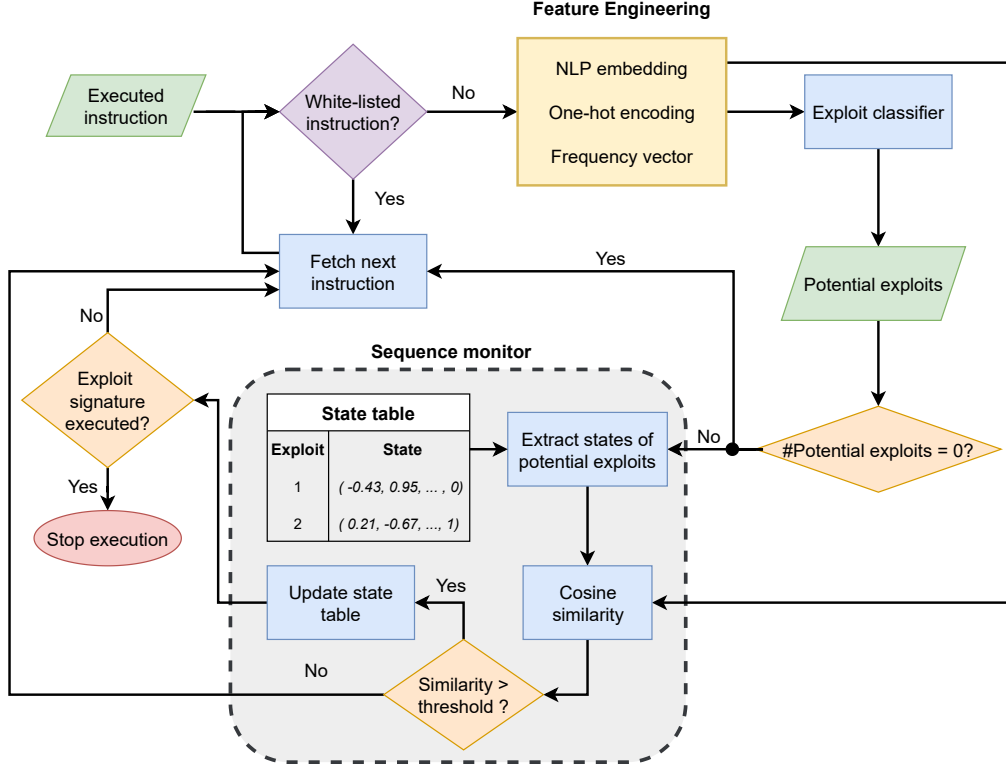 Feature Engineering
Executed
instruction
White-listed
instruction?
No
NLP embedding
One-hot encoding
Frequency vector
Exploit classifier
Yes
Fetch next
instruction
Yes
Potential exploits
No
Sequence monitor
Exploit
signature
executed?
State table
Exploit State
1 ( -0.43, 0.95, ... , 0)
2 ( 0.21, -0.67, ..., 1)
Extract states of
potential exploits
No
#Potential exploits = 0?
Yes
Stop execution
Update state
table
Yes
Cosine
similarity
No
Similarity >
threshold ?